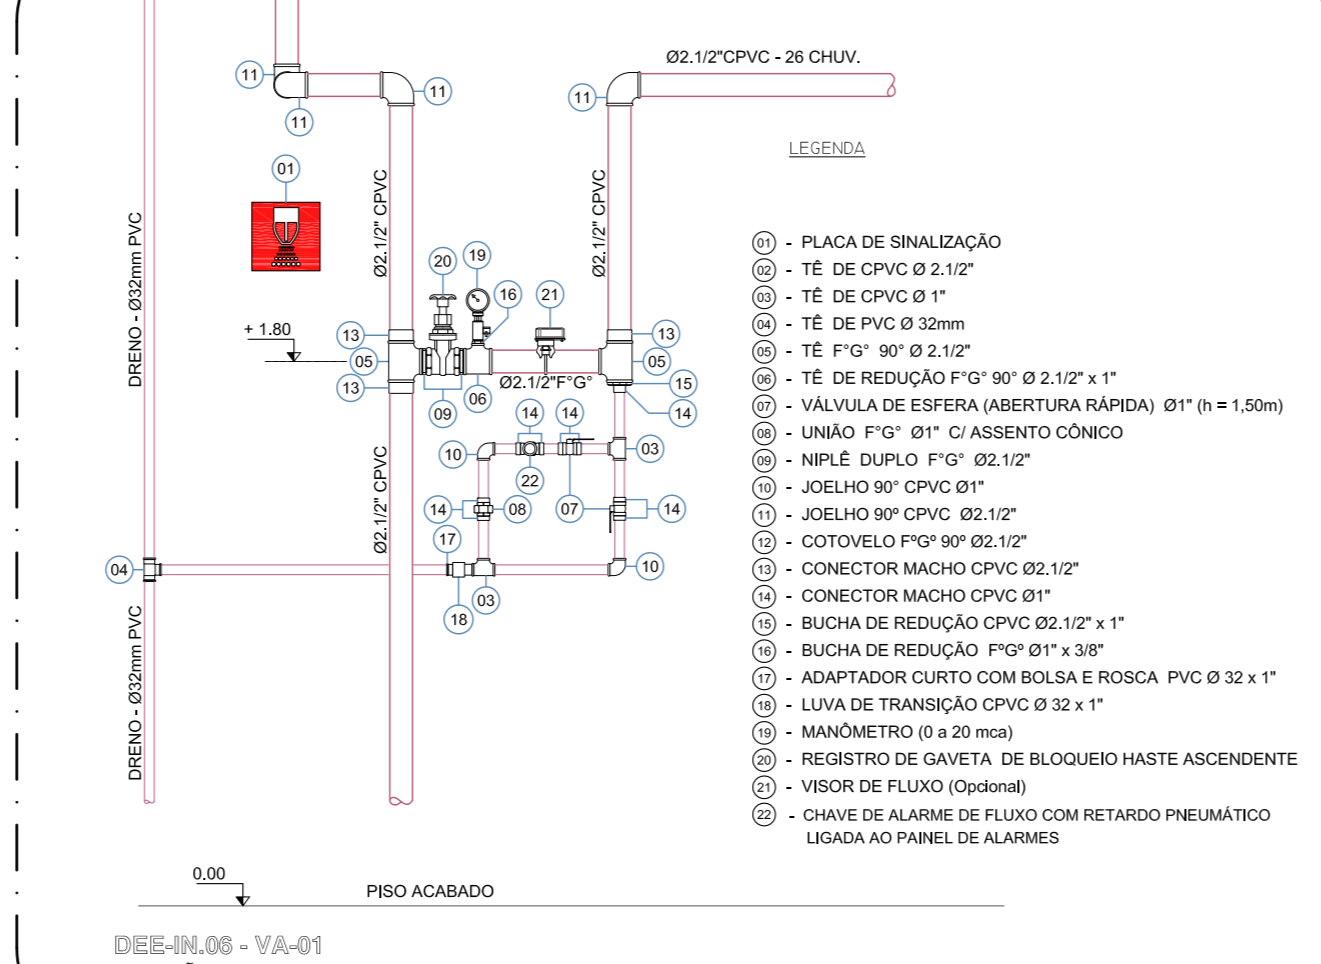 Ø2.1/2"CPVC - 26 CHUV.
11
11
11
11
LEGENDA
01
DRENO - Ø32mm PVC
Ø2.1/2" CPVC
Ø2.1/2" CPVC
20
19
16
21
+ 1.80
13
13
05
05
13
Ø2.1/2"F°G°
15
09
06
14
14
14
10
03
22
Ø2.1/2" CPVC
14
08
07
14
17
04
10
03
18
DRENO - Ø32mm PVC
01 - PLACA DE SINALIZAÇÃO
02 - TÊ DE CPVC Ø 2.1/2"
03 - TÊ DE CPVC Ø 1"
04 - TÊ DE PVC Ø 32mm
05 - TÊ F°G° 90° Ø 2.1/2"
06 - TÊ DE REDUÇÃO F°G° 90° Ø 2.1/2" x 1"
07 - VÁLVULA DE ESFERA (ABERTURA RÁPIDA) Ø1" (h = 1,50m)
08 - UNIÃO F°G° Ø1" C/ ASSENTO CÔNICO
09 - NIPLÊ DUPLO F°G° Ø2.1/2"
10 - JOELHO 90° CPVC Ø1"
11 - JOELHO 90º CPVC Ø2.1/2"
12 - COTOVELO FºGº 90º Ø2.1/2"
13 - CONECTOR MACHO CPVC Ø2.1/2"
14 - CONECTOR MACHO CPVC Ø1"
15 - BUCHA DE REDUÇÃO CPVC Ø2.1/2" x 1"
16 - BUCHA DE REDUÇÃO FºGº Ø1" x 3/8"
17 - ADAPTADOR CURTO COM BOLSA E ROSCA PVC Ø 32 x 1"
18 - LUVA DE TRANSIÇÃO CPVC Ø 32 x 1"
19 - MANÔMETRO (0 a 20 mca)
20 - REGISTRO DE GAVETA DE BLOQUEIO HASTE ASCENDENTE
21 - VISOR DE FLUXO (Opcional)
22 - CHAVE DE ALARME DE FLUXO COM RETARDO PNEUMÁTICO
LIGADA AO PAINEL DE ALARMES
0.00
PISO ACABADO
DEE-IN.06 - VA-01